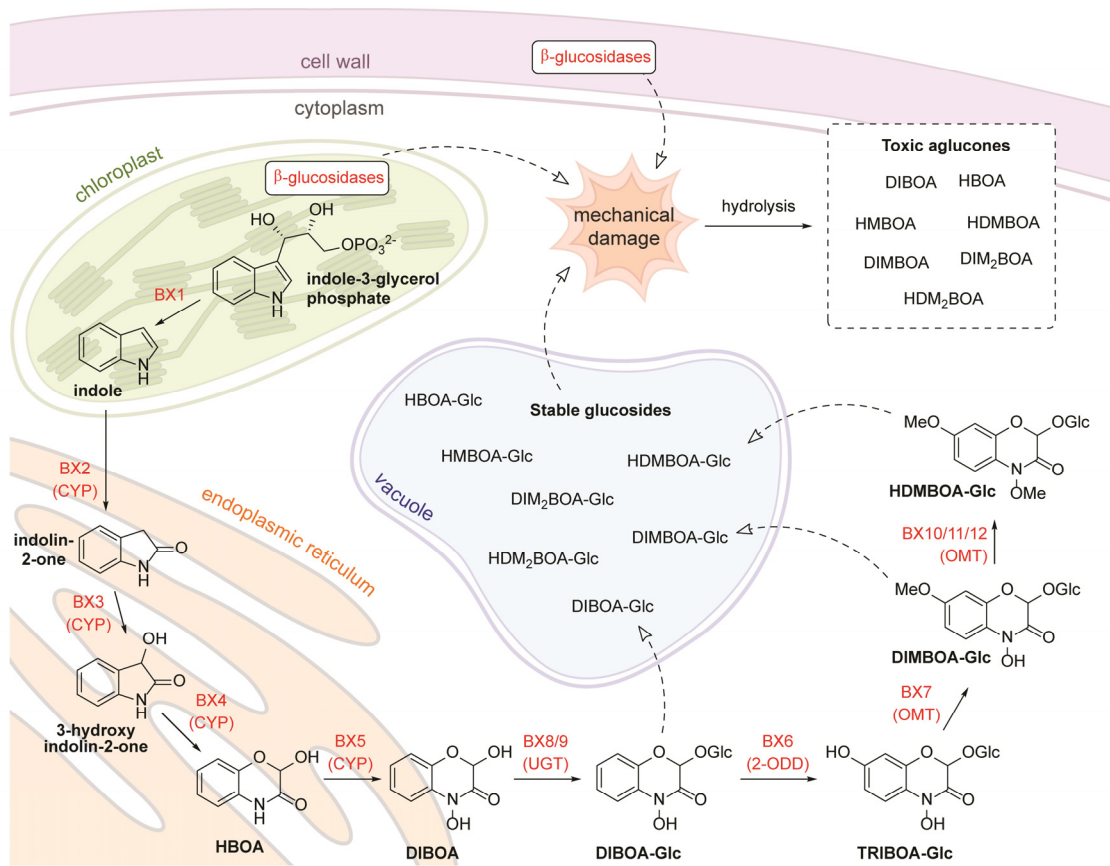 β-glucosidases
cell wall
cytoplasm
chloroplast
β-glucosidases
HO
OH
OPO₃²⁻
N
H
indole-3-glycerol
phosphate
BX1
N
H
indole
mechanical
damage
hydrolysis
Toxic aglucones
DIBOA HBOA
HMBOA HDMBOA
DIMBOA DIM₂BOA
HDM₂BOA
vacuole
Stable glucosides
HBOA-Glc
HMBOA-Glc HDMBOA-Glc
DIM₂BOA-Glc
DIMBOA-Glc
HDM₂BOA-Glc
DIBOA-Glc
endoplasmic reticulum
BX2
(CYP)
indolin-
2-one
O
N
H
BX3
(CYP)
OH
O
N
H
3-hydroxy
indolin-2-one
BX4
(CYP)
O OH
N
H
O
HBOA
BX5
(CYP)
O OH
N O
OH
DIBOA
BX8/9
(UGT)
O OGlc
N O
OH
DIBOA-Glc
BX6
(2-ODD)
HO O OGlc
N O
OH
TRIBOA-Glc
BX7
(OMT)
MeO O OGlc
N O
OH
DIMBOA-Glc
BX10/11/12
(OMT)
MeO O OGlc
N O
OMe
HDMBOA-Glc